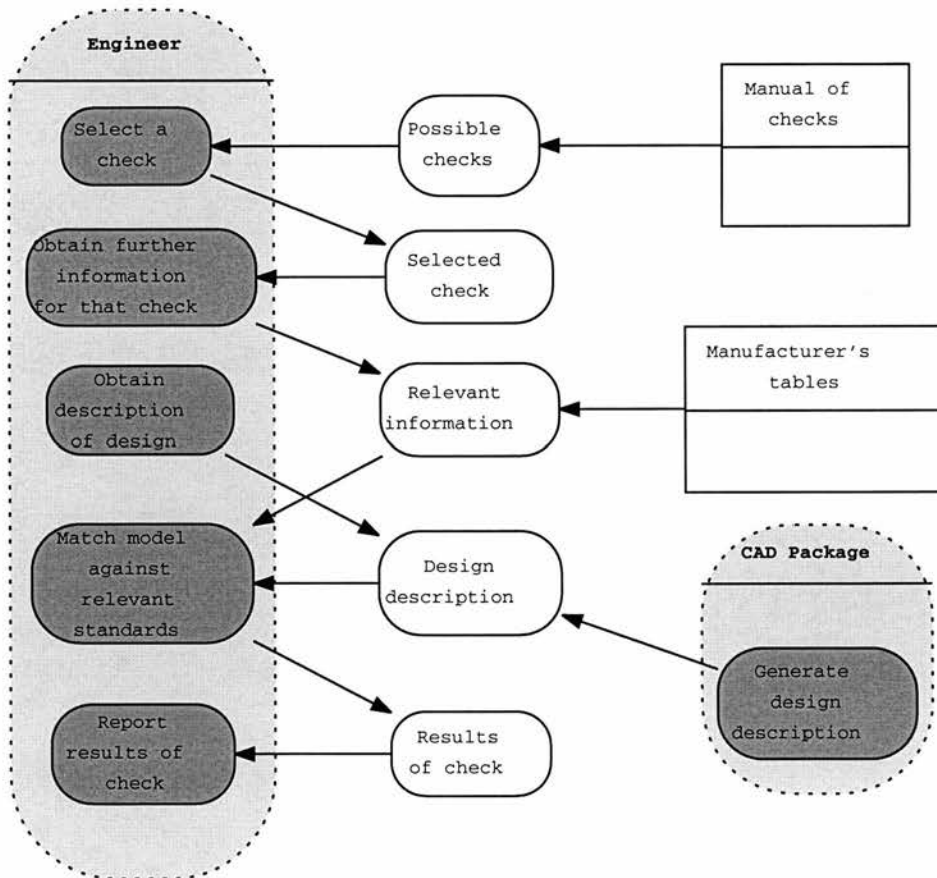 Engineer
Select a
check
Possible
checks
Manual of
checks
Obtain further
information
for that check
Selected
check
Obtain
description
of design
Relevant
information
Manufacturer's
tables
Match model
against
relevant
standards
Design
description
CAD Package
Generate
design
description
Report
results of
check
Results
of check